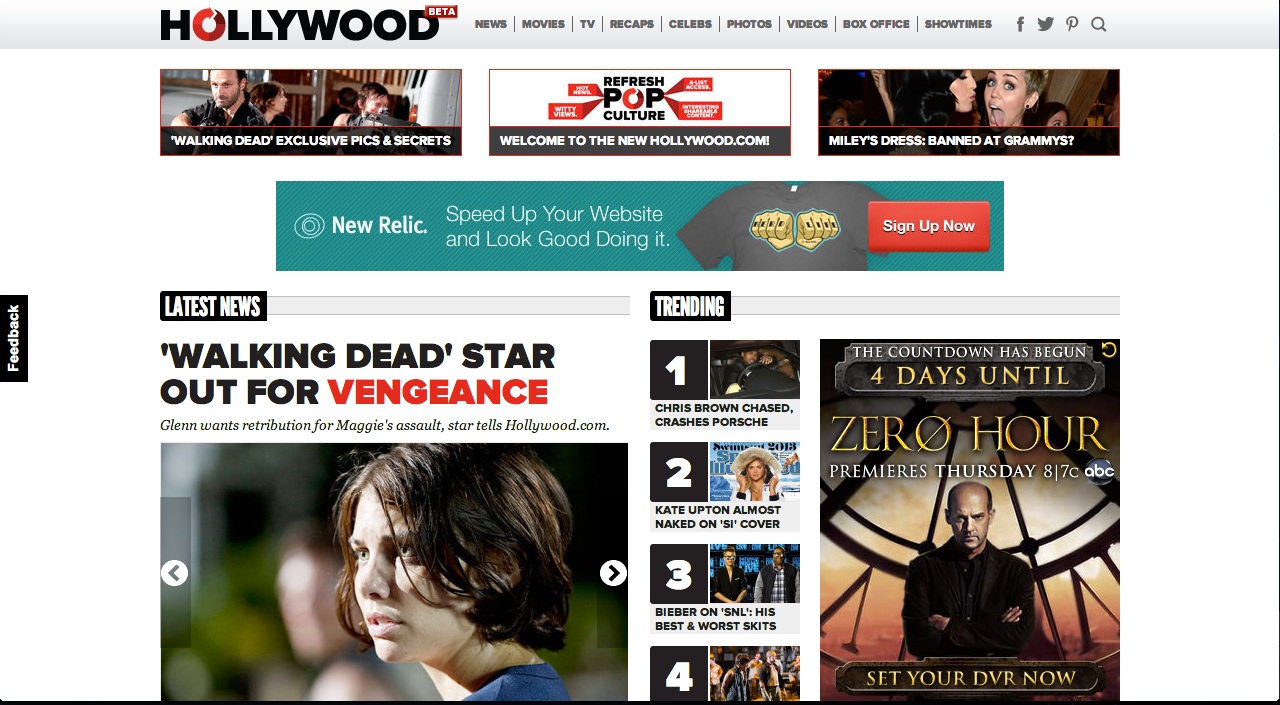 HOLLYWOOD BETA
NEWS | MOVIES | TV | RECAPS | CELEBS | PHOTOS | VIDEOS | BOX OFFICE | SHOWTIMES
'WALKING DEAD' EXCLUSIVE PICS & SECRETS
HOT NEWS.
WITTY VIEWS.
REFRESH
POP
CULTURE
A-LIST ACCESS.
INTERESTING SHAREABLE CONTENT.
WELCOME TO THE NEW HOLLYWOOD.COM!
MILEY'S DRESS: BANNED AT GRAMMYS?
New Relic.
Speed Up Your Website
and Look Good Doing it.
Sign Up Now
Feedback
LATEST NEWS
'WALKING DEAD' STAR
OUT FOR VENGEANCE
Glenn wants retribution for Maggie's assault, star tells Hollywood.com.
TRENDING
1
CHRIS BROWN CHASED,
CRASHES PORSCHE
2
Swimsuit 2013
KATE UPTON ALMOST
NAKED ON 'SI' COVER
3
BIEBER ON 'SNL': HIS
BEST & WORST SKITS
4
THE COUNTDOWN HAS BEGUN
4 DAYS UNTIL
ZERØ HOUR
PREMIERES THURSDAY 8|7C abc
SET YOUR DVR NOW